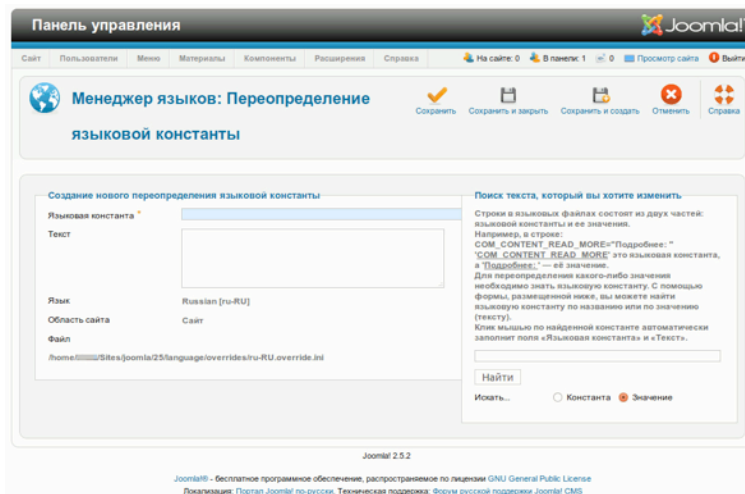 Панель управления
Joomla!
Сайт Пользователи Меню Материалы Компоненты Расширения Справка На сайте: 0 В панели: 1 0 Просмотр сайта Выйти
Менеджер языков: Переопределение
языковой константы
Сохранить Сохранить и закрыть Сохранить и создать Отменить Справка
Создание нового переопределения языковой константы
Языковая константа *
Текст
Язык Russian [ru-RU]
Область сайта Сайт
Файл
/home/ /Sites/joomla/25/language/overrides/ru-RU.override.ini
Поиск текста, который вы хотите изменить
Строки в языковых файлах состоят из двух частей:
языковой константы и ее значения.
Например, в строке:
COM_CONTENT_READ_MORE="Подробнее: "
'COM_CONTENT_READ_MORE' это языковая константа,
а 'Подробнее: ' — её значение.
Для переопределения какого-либо значения
необходимо знать языковую константу. С помощью
формы, размещенной ниже, вы можете найти
языковую константу по названию или по значению
(тексту).
Клик мышью по найденной константе автоматически
заполнит поля «Языковая константа» и «Текст».
Найти
Искать... Константа Значение
Joomla! 2.5.2
Joomla!® - бесплатное программное обеспечение, распространяемое по лицензии GNU General Public License
Локализация: Портал Joomla! по-русски. Техническая поддержка: Форум русской поддержки Joomla! CMS